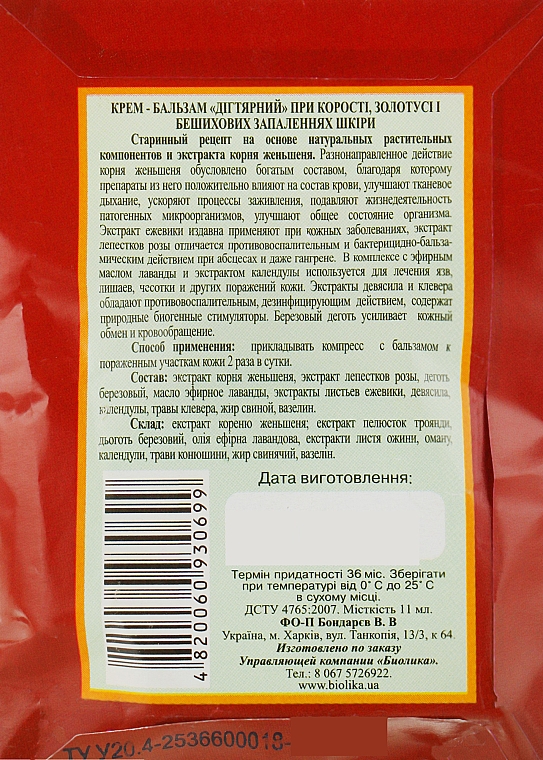 КРЕМ - БАЛЬЗАМ «ДІГТЯРНИЙ» ПРИ КОРОСТІ, ЗОЛОТУСІ І
БЕШИХОВИХ ЗАПАЛЕННЯХ ШКІРИ
Старинный рецепт на основе натуральных растительных
компонентов и экстракта корня женьшеня. Разнонаправленное действие
корня женьшеня обусловлено богатым составом, благодаря которому
препараты из него положительно влияют на состав крови, улучшают тканевое
дыхание, ускоряют процессы заживления, подавляют жизнедеятельность
патогенных микроорганизмов, улучшают общее состояние организма.
Экстракт ежевики издавна применяют при кожных заболеваниях, экстракт
лепестков розы отличается противовоспалительным и бактерицидно-бальза-
мическим действием при абсцессах и даже гангрене. В комплексе с эфирным
маслом лаванды и экстрактом календулы используется для лечения язв,
лишаев, чесотки и других поражений кожи. Экстракты девясила и клевера
обладают противовоспалительным, дезинфицирующим действием, содержат
природные биогенные стимуляторы. Березовый деготь усиливает кожный
обмен и кровообращение.
Способ применения: прикладывать компресс с бальзамом к
пораженным участкам кожи 2 раза в сутки.
Состав: экстракт корня женьшеня, экстракт лепестков розы, деготь
березовый, масло эфирное лаванды, экстракты листьев ежевики, девясила,
календулы, травы клевера, жир свиной, вазелин.
Склад: екстракт кореню женьшеня; екстракт пелюсток троянди,
дьоготь березовий, олія ефірна лавандова, екстракти листя ожини, оману,
календули, трави конюшини, жир свинячий, вазелін.
Дата виготовлення:
4 820060 930699
Термін придатності 36 міс. Зберігати
при температурі від 0° С до 25° С
в сухому місці.
ДСТУ 4765:2007. Місткість 11 мл.
ФО-П Бондарєв В. В
Україна, м. Харків, вул. Танкопія, 13/3, к 64.
Изготовлено по заказу
Управляющей компании «Биолика».
Тел.: 8 067 5726922.
www.biolika.ua
ТУ У20.4-2536600018-